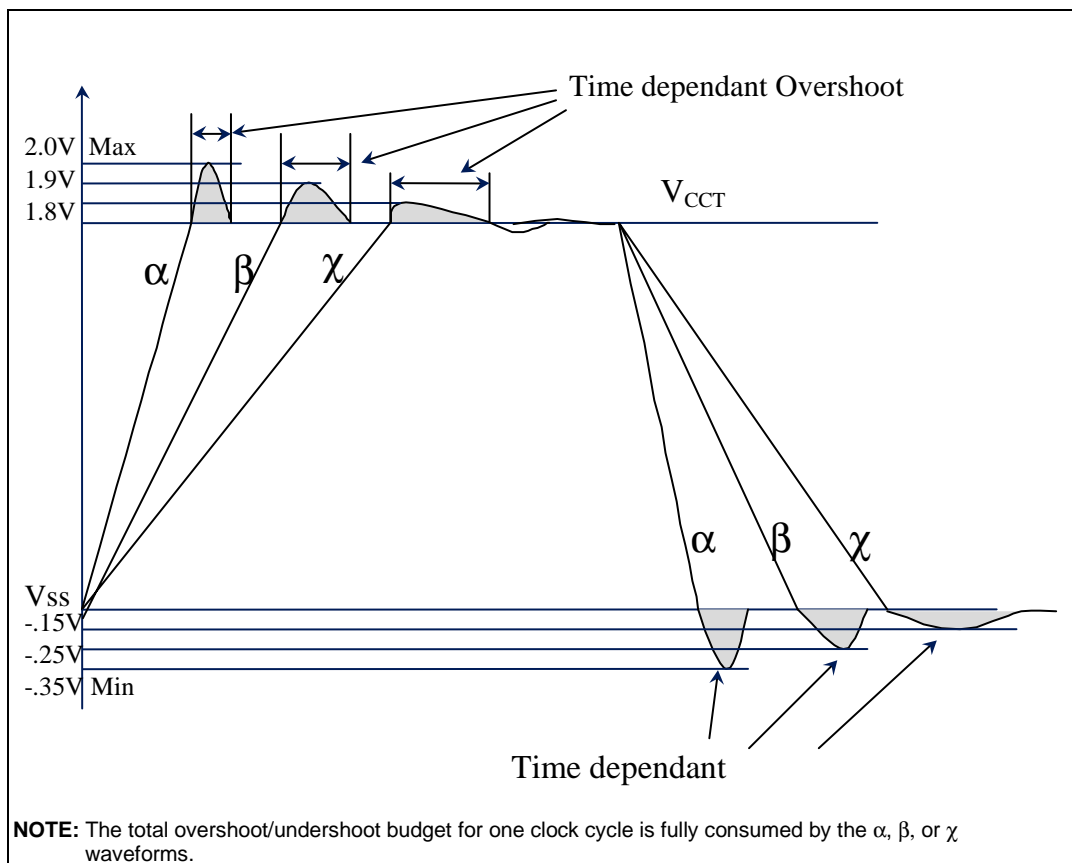 Time dependant Overshoot
2.0V Max
1.9V
1.8V
VCCT
α β χ
α β χ
VSS
-.15V
-.25V
-.35V Min
Time dependant
NOTE: The total overshoot/undershoot budget for one clock cycle is fully consumed by the α, β, or χ
waveforms.